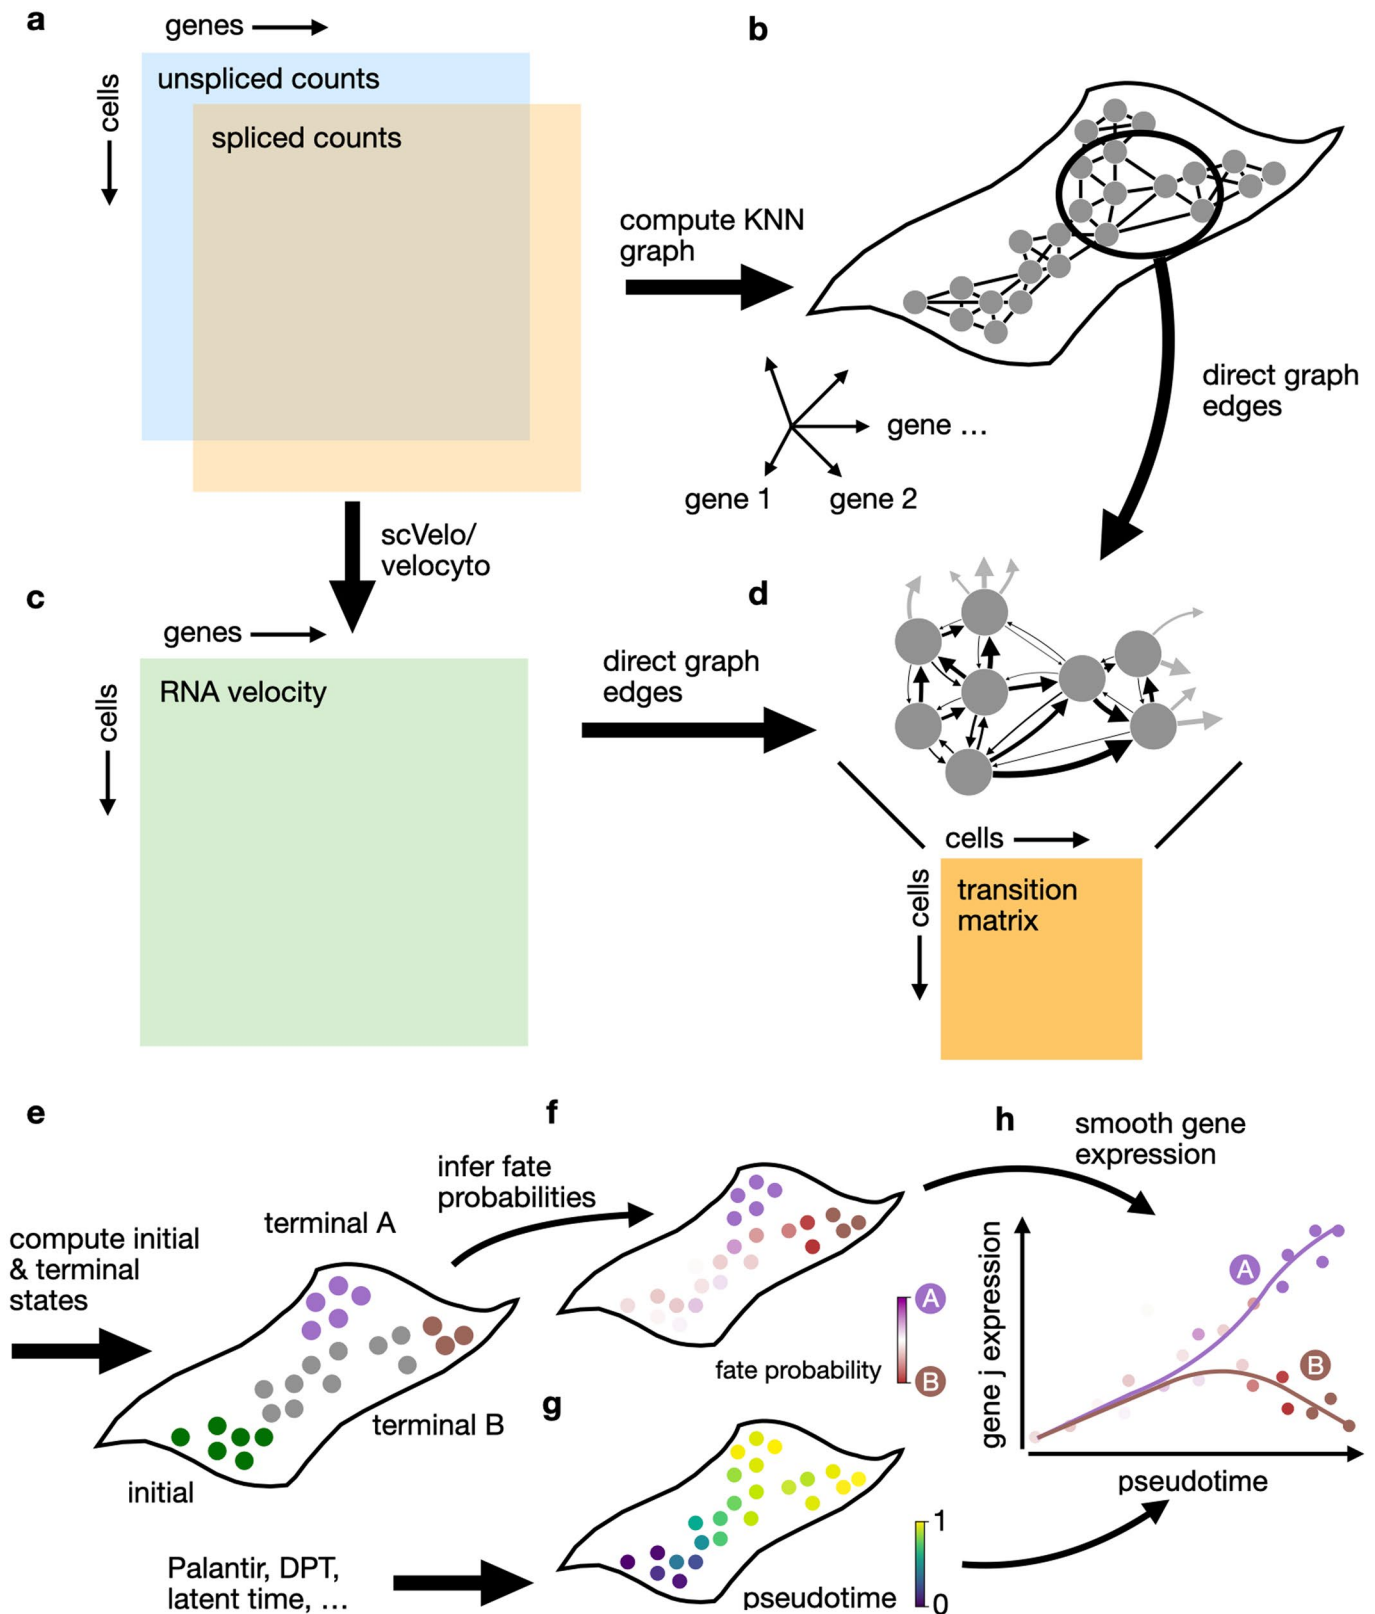 a
genes
cells
unspliced counts
spliced counts
compute KNN
graph
b
gene …
gene 1
gene 2
direct graph
edges
scVelo/
velocyto
c
genes
cells
RNA velocity
direct graph
edges
d
cells
cells
transition
matrix
e
compute initial
& terminal
states
terminal A
terminal B
initial
infer fate
probabilities
f
fate probability
A
B
g
Palantir, DPT,
latent time, …
pseudotime
1
0
h
smooth gene
expression
gene j expression
A
B
pseudotime